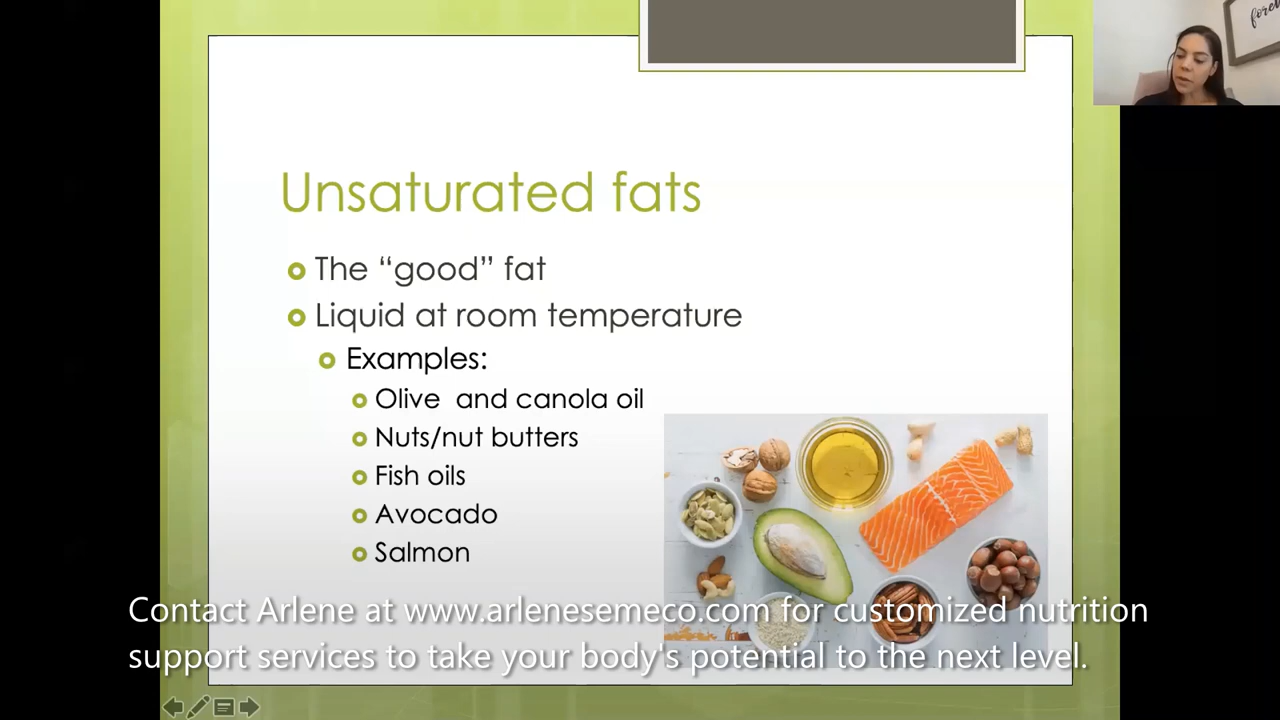 Unsaturated fats
The “good” fat
Liquid at room temperature
Examples:
Olive and canola oil
Nuts/nut butters
Fish oils
Avocado
Salmon
Contact Arlene at www.arlenesemeco.com for customized nutrition
support services to take your body's potential to the next level.